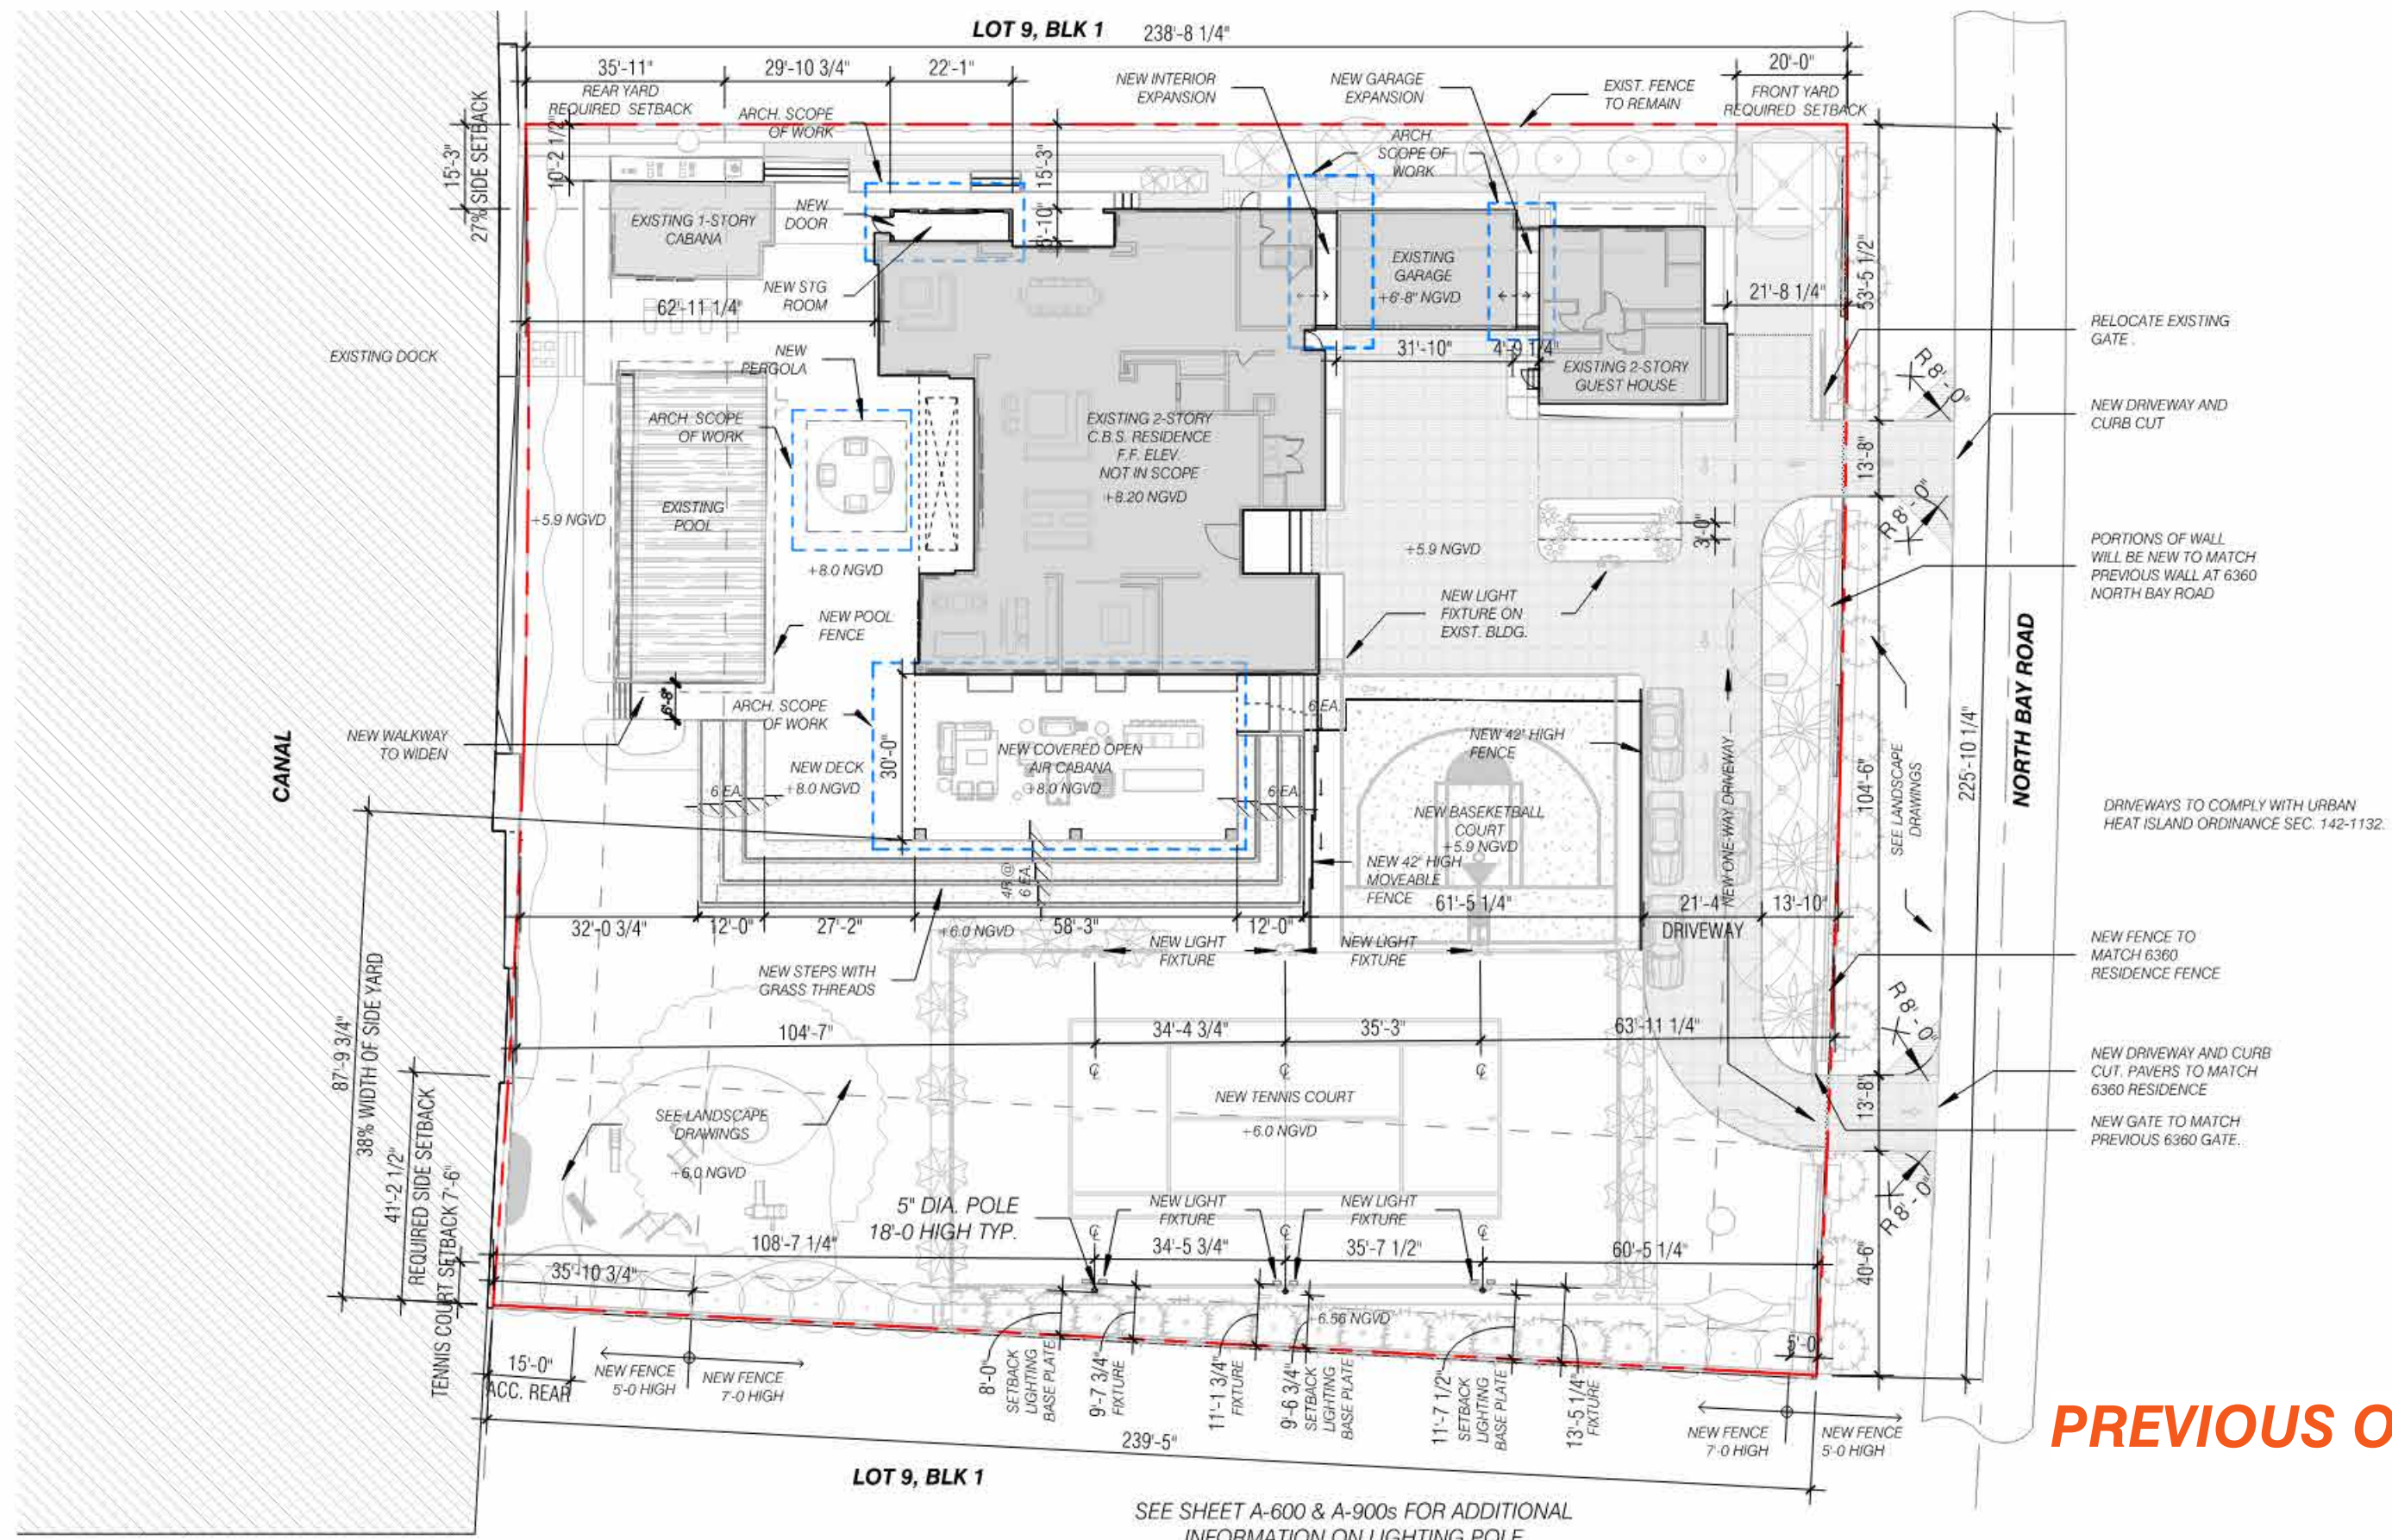 LOT 9, BLK 1
238'-8 1/4"
35'-11"
REAR YARD
REQUIRED SETBACK
29'-10 3/4"
22'-1"
20'-0"
FRONT YARD
REQUIRED SETBACK
NEW INTERIOR
EXPANSION
NEW GARAGE
EXPANSION
EXIST. FENCE
TO REMAIN
ARCH. SCOPE
OF WORK
ARCH.
SCOPE OF
WORK
15'-3"
27% SIDE SETBACK
10'-2 1/2"
15'-3"
EXISTING 1-STORY
CABANA
NEW
DOOR
NEW STG
ROOM
62'-11 1/4"
EXISTING
GARAGE
+6'-8" NGVD
31'-10"
4'-9 1/4"
21'-8 1/4"
53'-5 1/2"
EXISTING 2-STORY
GUEST HOUSE
RELOCATE EXISTING
GATE .
R 8'-0"
NEW DRIVEWAY AND
CURB CUT
EXISTING DOCK
NEW
PERGOLA
ARCH. SCOPE
OF WORK
EXISTING 2-STORY
C.B.S. RESIDENCE
F.F. ELEV.
NOT IN SCOPE
+8.20 NGVD
13'-8"
R 8'-0"
+5.9 NGVD
EXISTING
POOL
+8.0 NGVD
+5.9 NGVD
3'-0"
PORTIONS OF WALL
WILL BE NEW TO MATCH
PREVIOUS WALL AT 6360
NORTH BAY ROAD
NEW POOL
FENCE
NEW LIGHT
FIXTURE ON
EXIST. BLDG.
NORTH BAY ROAD
6'-8"
ARCH. SCOPE
OF WORK
NEW WALKWAY
TO WIDEN
CANAL
30'-0"
NEW DECK
+8.0 NGVD
6 EA.
NEW COVERED OPEN
AIR CABANA
+8.0 NGVD
6 EA.
6 EA.
NEW 42" HIGH
FENCE
NEW BASEKETBALL
COURT
+5.9 NGVD
NEW 42" HIGH
MOVEABLE
FENCE
4R @
6 EA.
NEW ONE-WAY DRIVEWAY
104'-6"
SEE LANDSCAPE
DRAWINGS
225'-10 1/4"
DRIVEWAYS TO COMPLY WITH URBAN
HEAT ISLAND ORDINANCE SEC. 142-1132.
32'-0 3/4"
12'-0"
27'-2"
58'-3"
12'-0"
61'-5 1/4"
21'-4"
DRIVEWAY
13'-10"
+6.0 NGVD
NEW LIGHT
FIXTURE
NEW LIGHT
FIXTURE
NEW STEPS WITH
GRASS THREADS
NEW FENCE TO
MATCH 6360
RESIDENCE FENCE
87'-9 3/4"
38% WIDTH OF SIDE YARD
104'-7"
34'-4 3/4"
35'-3"
63'-11 1/4"
R 8'-0"
NEW DRIVEWAY AND CURB
CUT. PAVERS TO MATCH
6360 RESIDENCE
13'-8"
NEW GATE TO MATCH
PREVIOUS 6360 GATE.
41'-2 1/2"
REQUIRED SIDE SETBACK
TENNIS COURT SETBACK 7'-6"
SEE LANDSCAPE
DRAWINGS
+6.0 NGVD
NEW TENNIS COURT
+6.0 NGVD
5" DIA. POLE
18'-0 HIGH TYP.
NEW LIGHT
FIXTURE
NEW LIGHT
FIXTURE
R 8'-0"
108'-7 1/4"
34'-5 3/4"
35'-7 1/2"
60'-5 1/4"
40'-6"
35'-10 3/4"
+6.56 NGVD
5'-0
15'-0"
ACC. REAR
NEW FENCE
5'-0 HIGH
NEW FENCE
7'-0 HIGH
8'-0"
SETBACK
LIGHTING
BASE PLATE
9'-7 3/4"
FIXTURE
11'-1 3/4"
FIXTURE
9'-6 3/4"
SETBACK
LIGHTING
BASE PLATE
11'-7 1/2"
SETBACK
LIGHTING
BASE PLATE
13'-5 1/4"
FIXTURE
NEW FENCE
7'-0 HIGH
NEW FENCE
5'-0 HIGH
PREVIOUS O
239'-5"
LOT 9, BLK 1
SEE SHEET A-600 & A-900s FOR ADDITIONAL
INFORMATION ON LIGHTING POLE